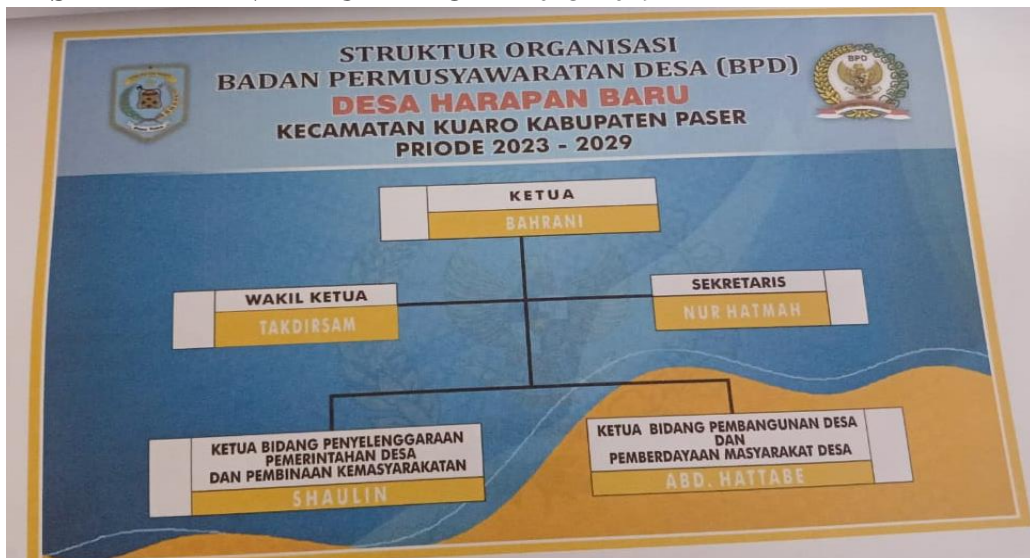 STRUKTUR ORGANISASI
BADAN PERMUSYAWARATAN DESA (BPD)
DESA HARAPAN BARU
KECAMATAN KUARO KABUPATEN PASER
PRIODE 2023 - 2029
BPD
KETUA
BAHRANI
WAKIL KETUA
TAKDIRSAM
SEKRETARIS
NUR HATMAH
KETUA BIDANG PENYELENGGARAAN
PEMERINTAHAN DESA
DAN PEMBINAAN KEMASYARAKATAN
SHAULIN
KETUA BIDANG PEMBANGUNAN DESA
DAN
PEMBERDAYAAN MASYARAKAT DESA
ABD. HATTABE